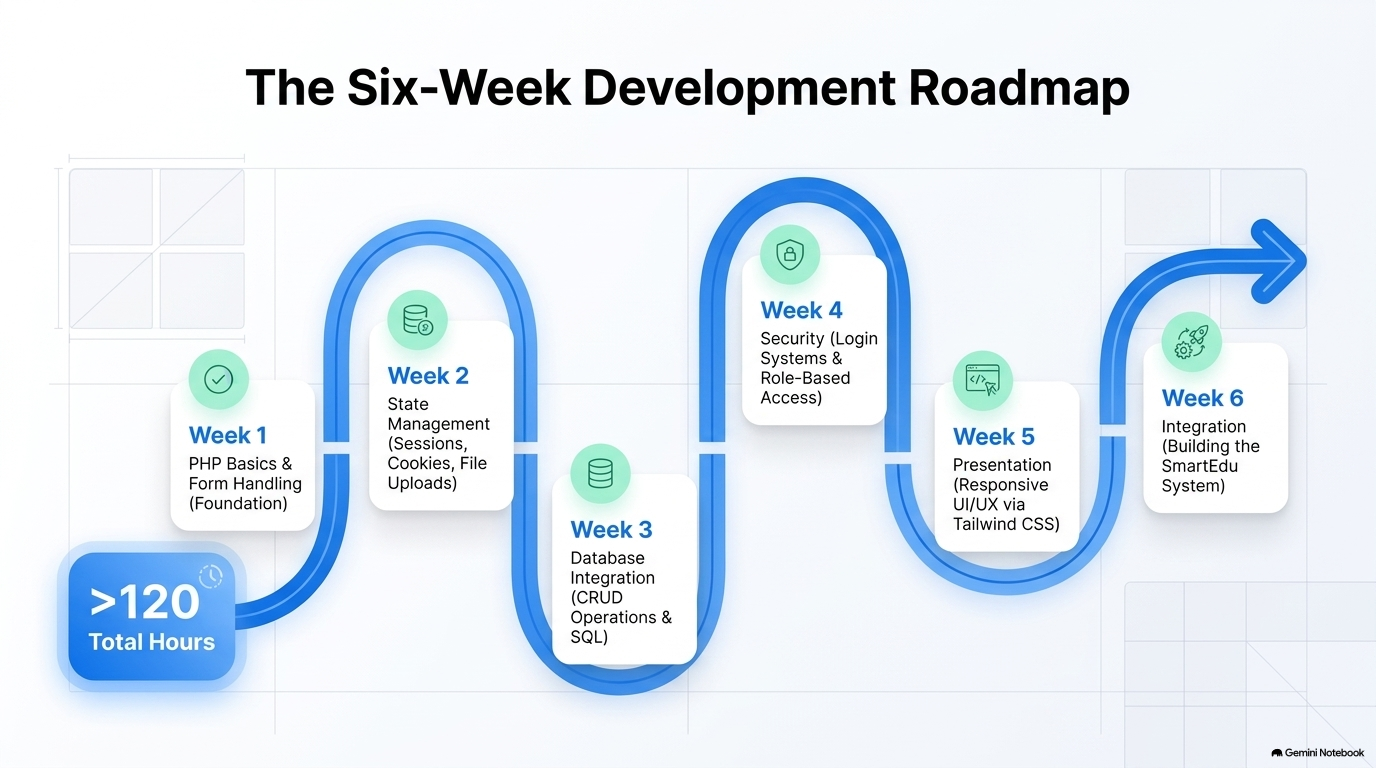 The Six-Week Development Roadmap
>120
Total Hours
Week 1
PHP Basics &
Form Handling
(Foundation)
Week 2
State
Management
(Sessions,
Cookies, File
Uploads)
Week 3
Database
Integration
(CRUD
Operations &
SQL)
Week 4
Security (Login
Systems &
Role-Based
Access)
Week 5
Presentation
(Responsive
UI/UX via
Tailwind CSS)
Week 6
Integration
(Building the
SmartEdu
System)
Gemini Notebook